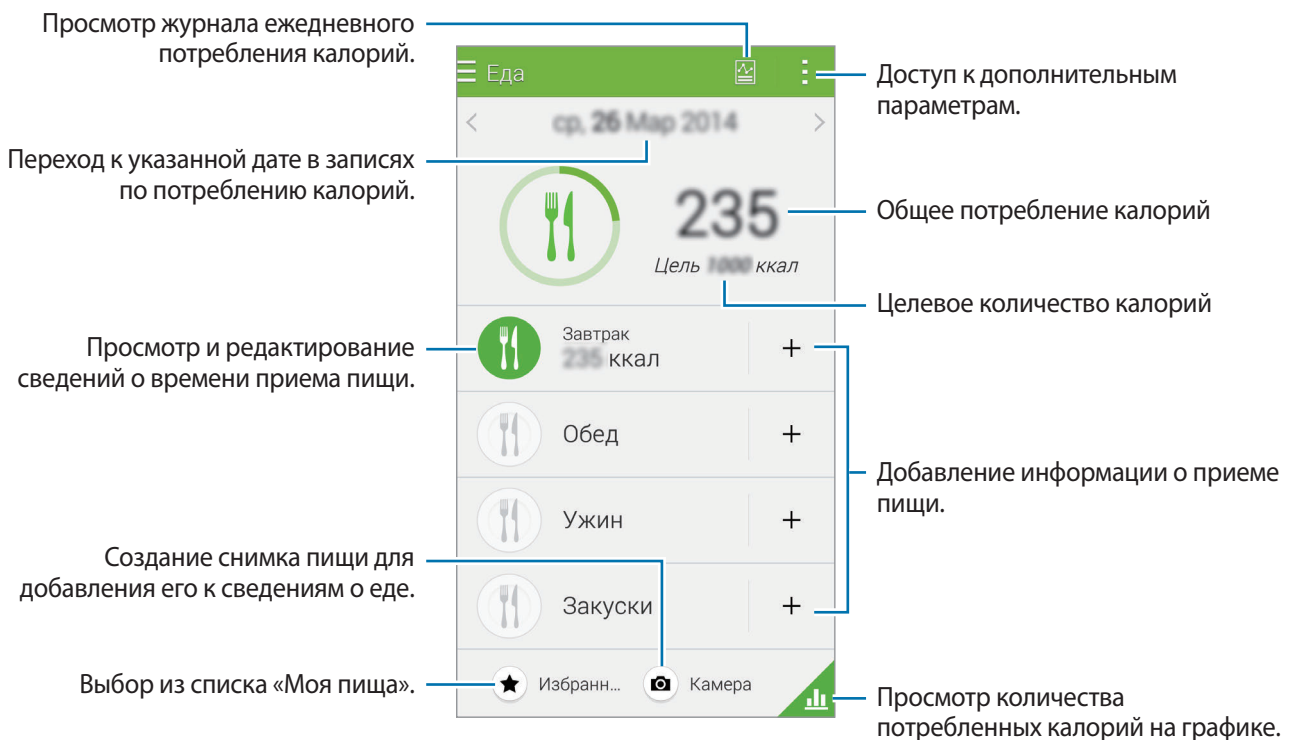 Просмотр журнала ежедневного
потребления калорий.
Еда
Доступ к дополнительным
параметрам.
ср, 26 Мар 2014
Переход к указанной дате в записях
по потреблению калорий.
235
Общее потребление калорий
Цель 1000 ккал
Целевое количество калорий
Завтрак
235 ккал
Просмотр и редактирование
сведений о времени приема пищи.
Обед
Добавление информации о приеме
пищи.
Ужин
Создание снимка пищи для
добавления его к сведениям о еде.
Закуски
Выбор из списка «Моя пища».
Избранн...
Камера
Просмотр количества
потребленных калорий на графике.